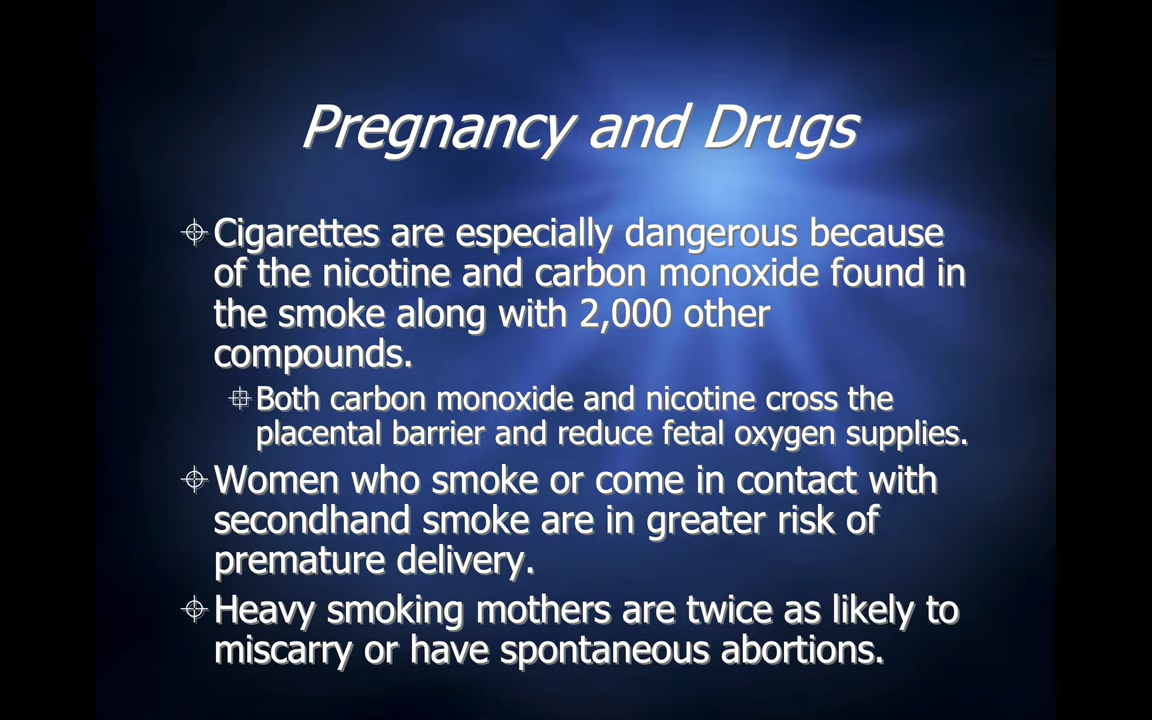 Pregnancy and Drugs
Cigarettes are especially dangerous because
of the nicotine and carbon monoxide found in
the smoke along with 2,000 other
compounds.
Both carbon monoxide and nicotine cross the
placental barrier and reduce fetal oxygen supplies.
Women who smoke or come in contact with
secondhand smoke are in greater risk of
premature delivery.
Heavy smoking mothers are twice as likely to
miscarry or have spontaneous abortions.